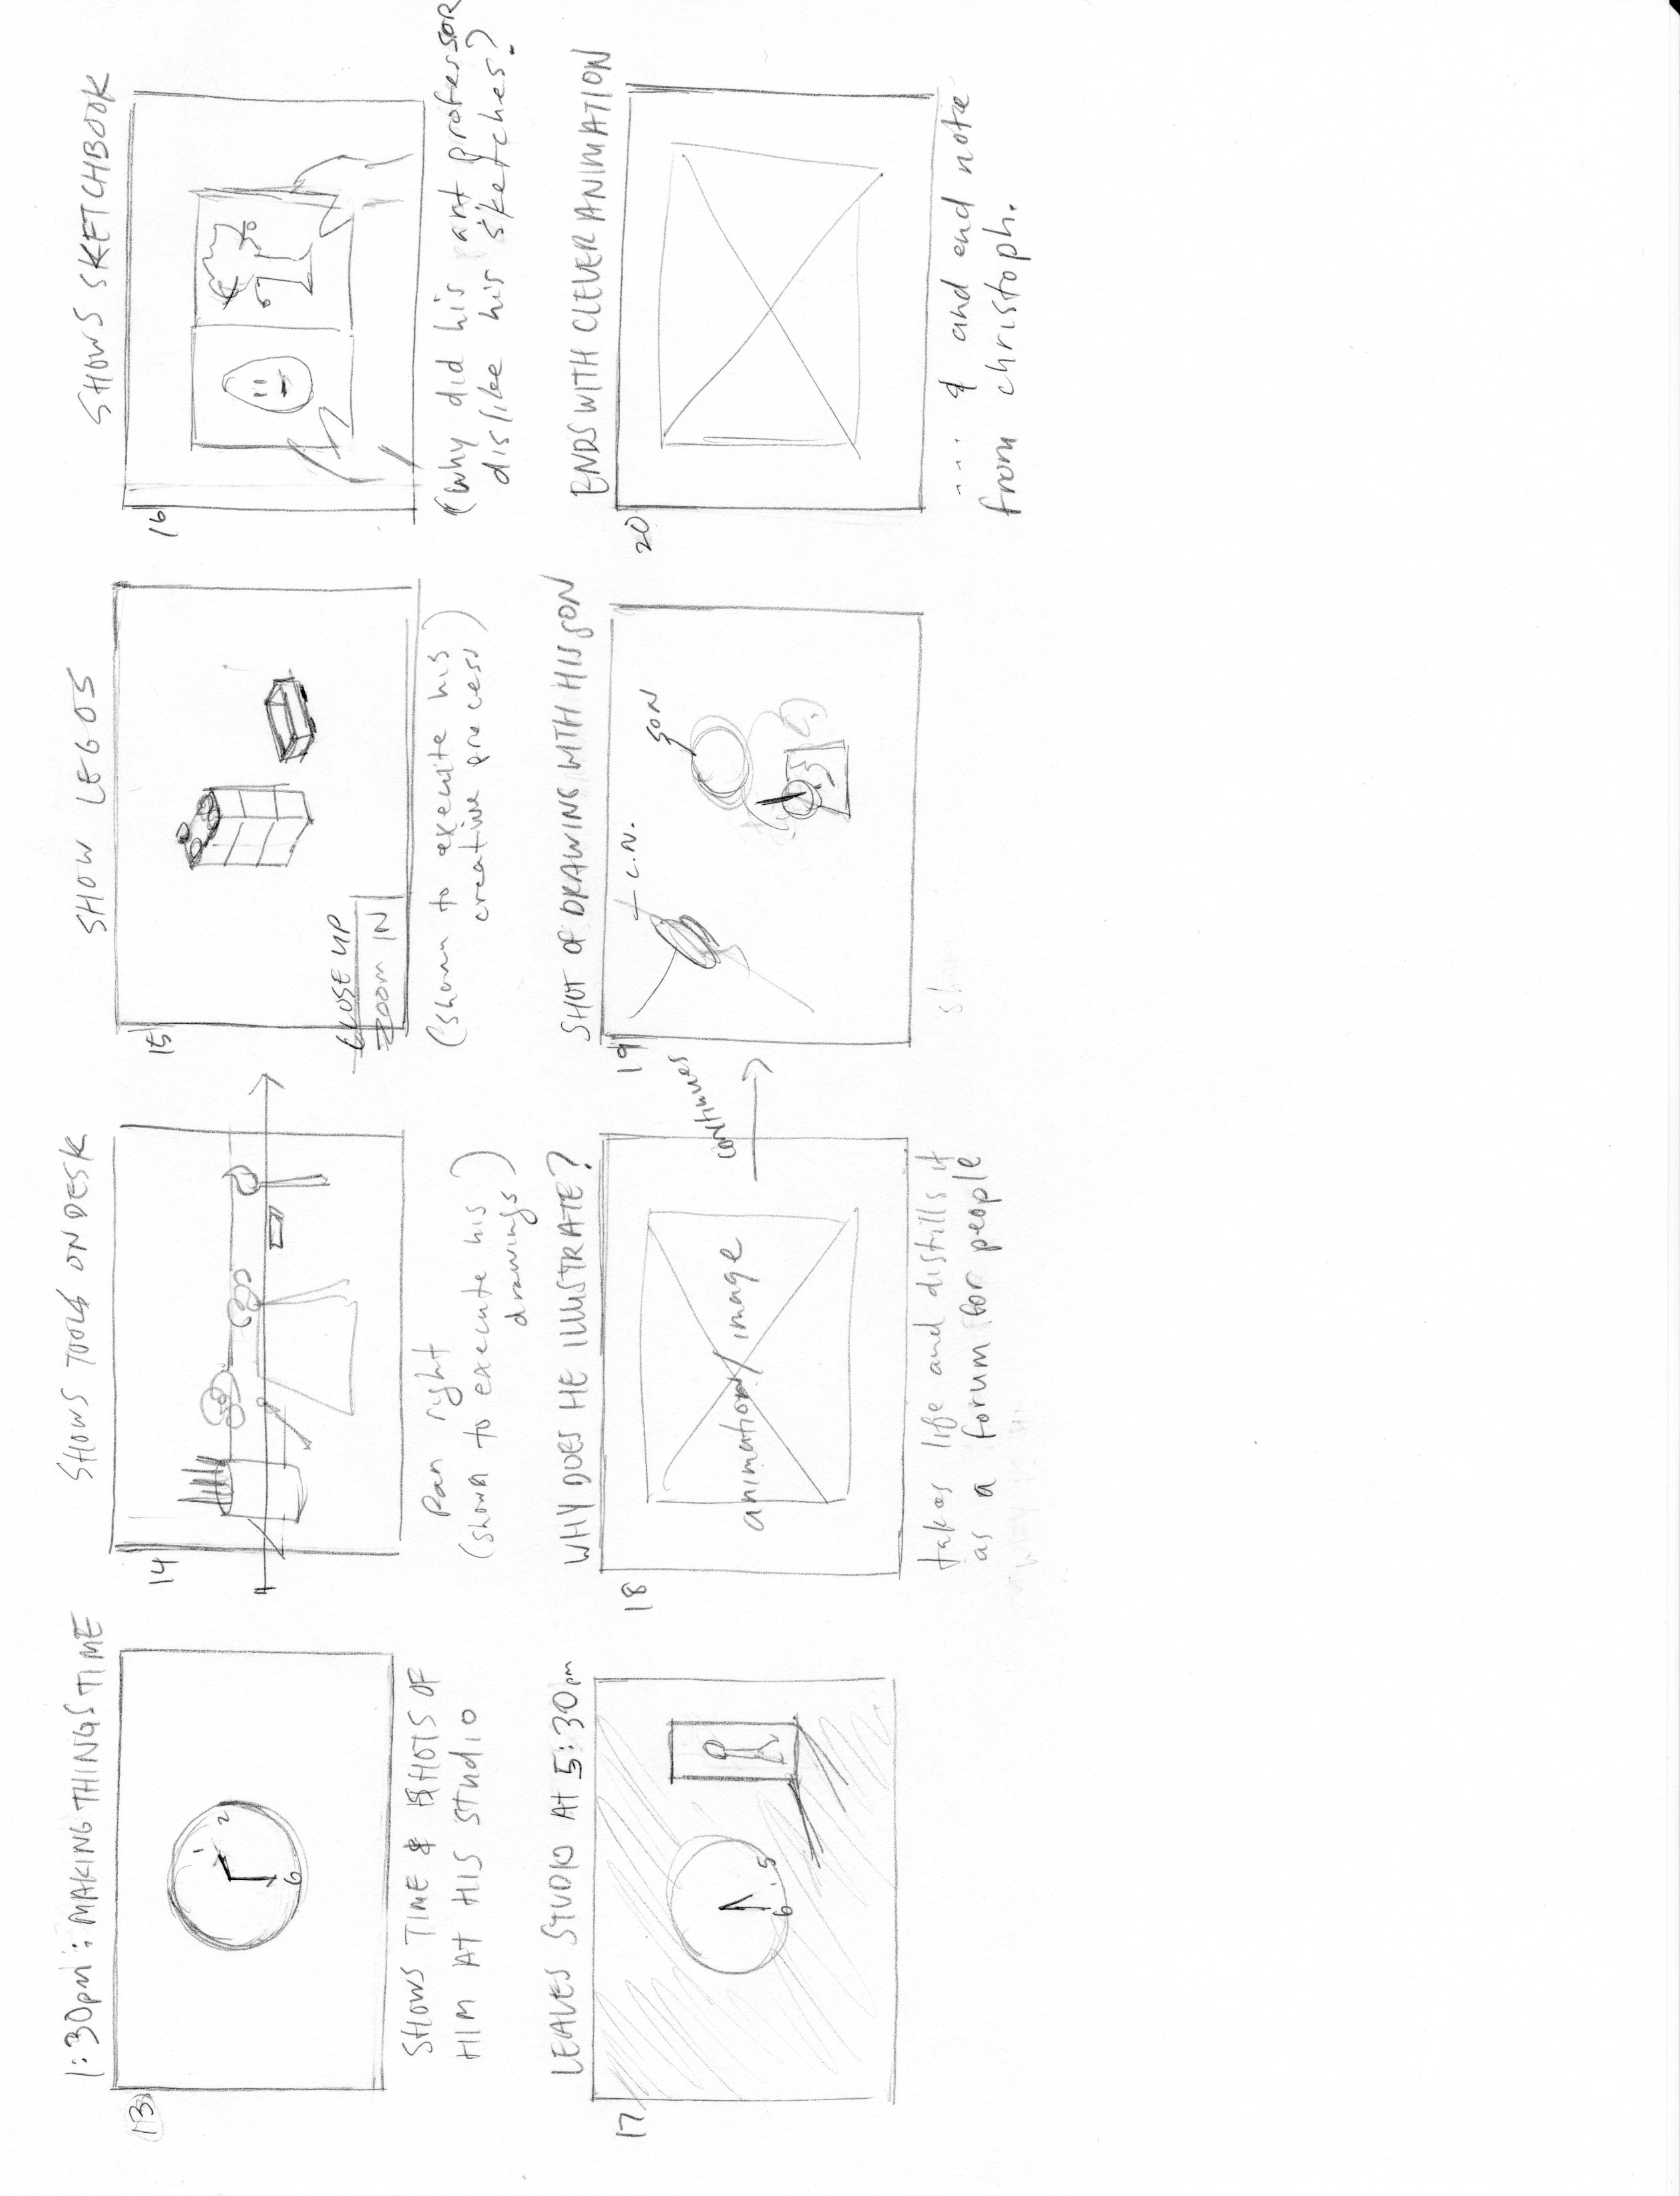 1:30pm: MAKING THINGS TIME
13
1
2
6
SHOWS TIME & SHOTS OF
HIM AT HIS STUDIO
SHOWS TOOLS ON DESK
14
Pan right
(shown to execute his
drawings)
SHOW LEGOS
15
CLOSE UP
ZOOM IN
(shown to execute his
creative process)
SHOWS SKETCHBOOK
16
(why did his art professor
dislike his sketches?
LEAVES STUDIO AT 5:30pm
17
6 . 5
WHY DOES HE ILLUSTRATE?
18
animation/image
takes life and distills it
as a forum for people
continues
SHOT OF DRAWING WITH HIS SON
19
C.N.
SON
ENDS WITH CLEVER ANIMATION
20
... & and end note
from christoph.